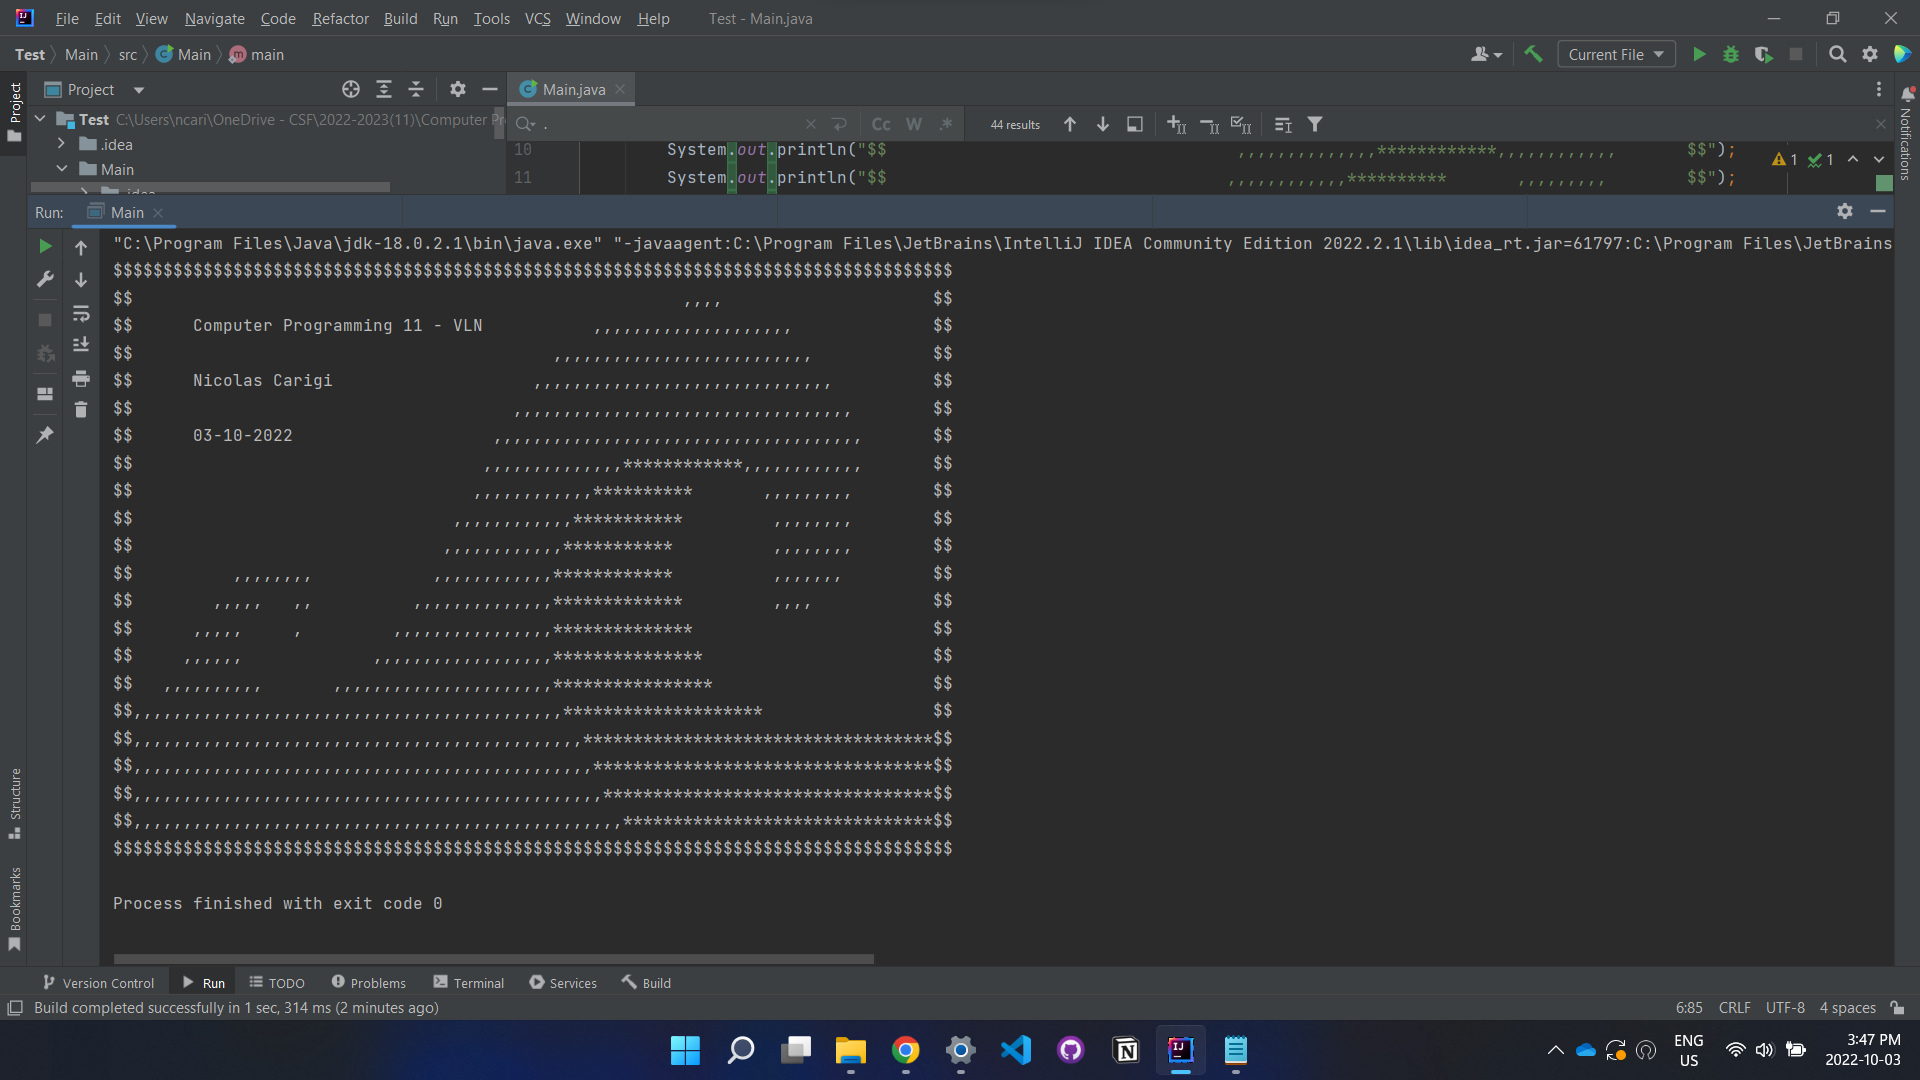 File Edit View Navigate Code Refactor Build Run Tools VCS Window Help Test - Main.java
Test Main src Main main Current File
Project Main.java
Test C:\Users\ncari\OneDrive - CSF\2022-2023(11)\Computer Pr
. Cc W .* 44 results
.idea
Main
.idea
10 System.out.println("$$ ,,,,,,,,,,,,,,************,,,,,,,,,,,, $$"); 1 1
11 System.out.println("$$ ,,,,,,,,,,,,********** ,,,,,,,,, $$");
Run: Main
"C:\Program Files\Java\jdk-18.0.2.1\bin\java.exe" "-javaagent:C:\Program Files\JetBrains\IntelliJ IDEA Community Edition 2022.2.1\lib\idea_rt.jar=61797:C:\Program Files\JetBrains
$$$$$$$$$$$$$$$$$$$$$$$$$$$$$$$$$$$$$$$$$$$$$$$$$$$$$$$$$$$$$$$$$$$$$$$$$$$$$$$$$$$$
$$ ,,,, $$
$$ Computer Programming 11 - VLN ,,,,,,,,,,,,,,,,,,,, $$
$$ ,,,,,,,,,,,,,,,,,,,,,,,,,, $$
$$ Nicolas Carigi ,,,,,,,,,,,,,,,,,,,,,,,,,,,,,, $$
$$ ,,,,,,,,,,,,,,,,,,,,,,,,,,,,,,,,,, $$
$$ 03-10-2022 ,,,,,,,,,,,,,,,,,,,,,,,,,,,,,,,,,,,,, $$
$$ ,,,,,,,,,,,,,,************,,,,,,,,,,,, $$
$$ ,,,,,,,,,,,,********** ,,,,,,,,, $$
$$ ,,,,,,,,,,,,*********** ,,,,,,,, $$
$$ ,,,,,,,,,,,,*********** ,,,,,,,, $$
$$ ,,,,,,,, ,,,,,,,,,,,,************ ,,,,,,, $$
$$ ,,,,, ,, ,,,,,,,,,,,,,,************* ,,,, $$
$$ ,,,,, , ,,,,,,,,,,,,,,,,************** $$
$$ ,,,,,, ,,,,,,,,,,,,,,,,,,*************** $$
$$ ,,,,,,,,,, ,,,,,,,,,,,,,,,,,,,,,,**************** $$
$$,,,,,,,,,,,,,,,,,,,,,,,,,,,,,,,,,,,,,,,,,,,******************** $$
$$,,,,,,,,,,,,,,,,,,,,,,,,,,,,,,,,,,,,,,,,,,,,,***********************************$$
$$,,,,,,,,,,,,,,,,,,,,,,,,,,,,,,,,,,,,,,,,,,,,,,**********************************$$
$$,,,,,,,,,,,,,,,,,,,,,,,,,,,,,,,,,,,,,,,,,,,,,,,*********************************$$
$$,,,,,,,,,,,,,,,,,,,,,,,,,,,,,,,,,,,,,,,,,,,,,,,,,*******************************$$
$$$$$$$$$$$$$$$$$$$$$$$$$$$$$$$$$$$$$$$$$$$$$$$$$$$$$$$$$$$$$$$$$$$$$$$$$$$$$$$$$$$$
Process finished with exit code 0
Project
Structure
Bookmarks
Notifications
Version Control Run TODO Problems Terminal Services Build
Build completed successfully in 1 sec, 314 ms (2 minutes ago) 6:85 CRLF UTF-8 4 spaces
ENG
US
3:47 PM
2022-10-03